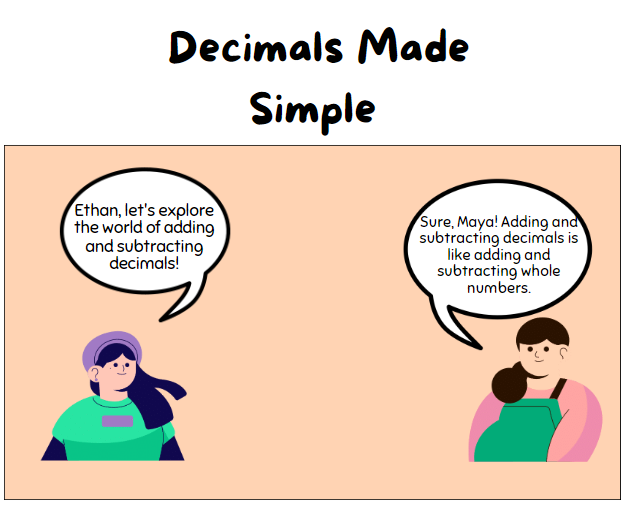 Decimals Made
Simple
Ethan, let's explore
the world of adding
and subtracting
decimals!
Sure, Maya! Adding and
subtracting decimals is
like adding and
subtracting whole
numbers.